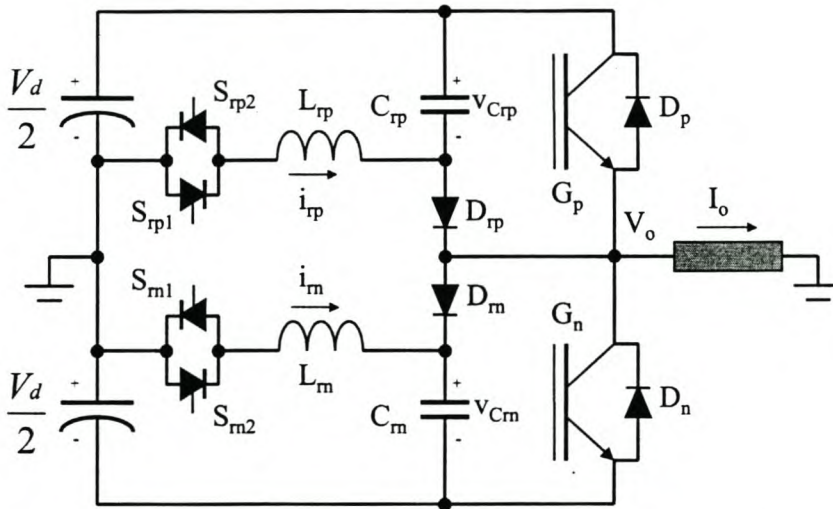 V_d/2
+
-
S_rp2
S_rp1
L_rp
i_rp
C_rp
+
v_Crp
-
D_rp
G_p
D_p
V_o
I_o
S_rn1
S_rn2
i_rn
L_rn
D_rn
C_rn
+
v_Crn
-
G_n
D_n
V_d/2
+
-